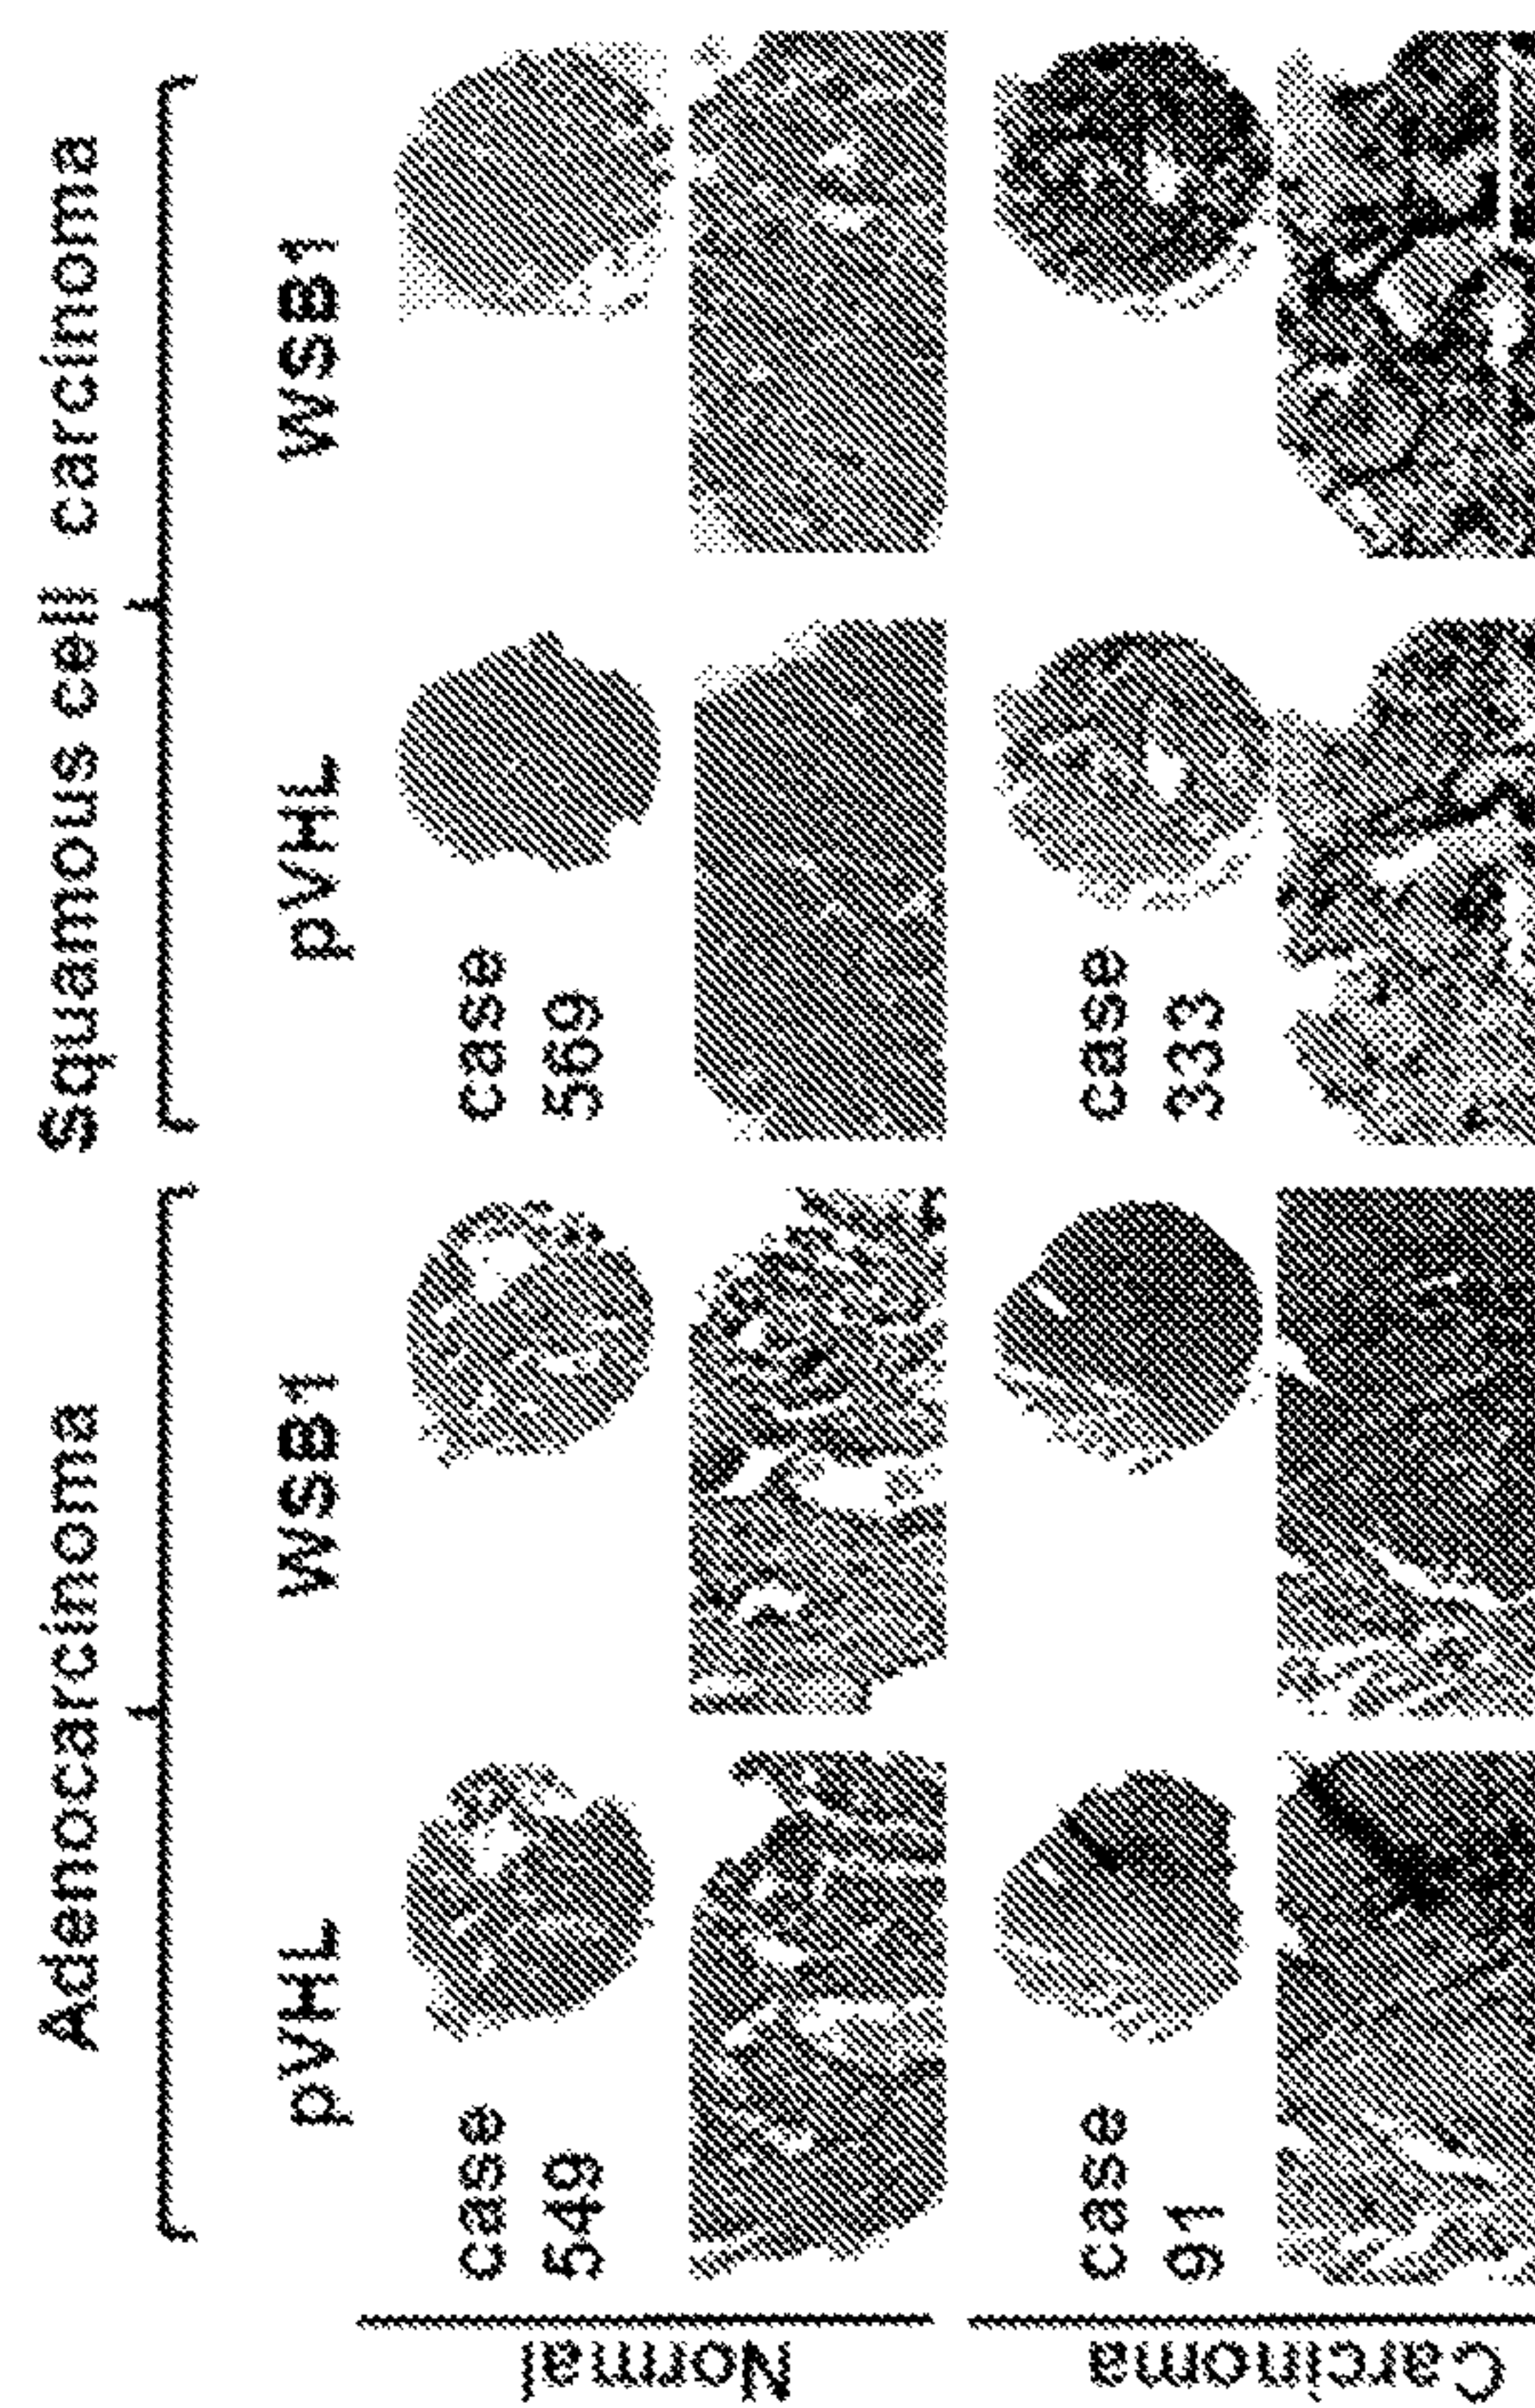 Adenocarcinoma
Squamous cell carcinoma
pVHL
WSB1
pVHL
WSB1
Normal
case
549
case
569
Carcinoma
case
91
case
333